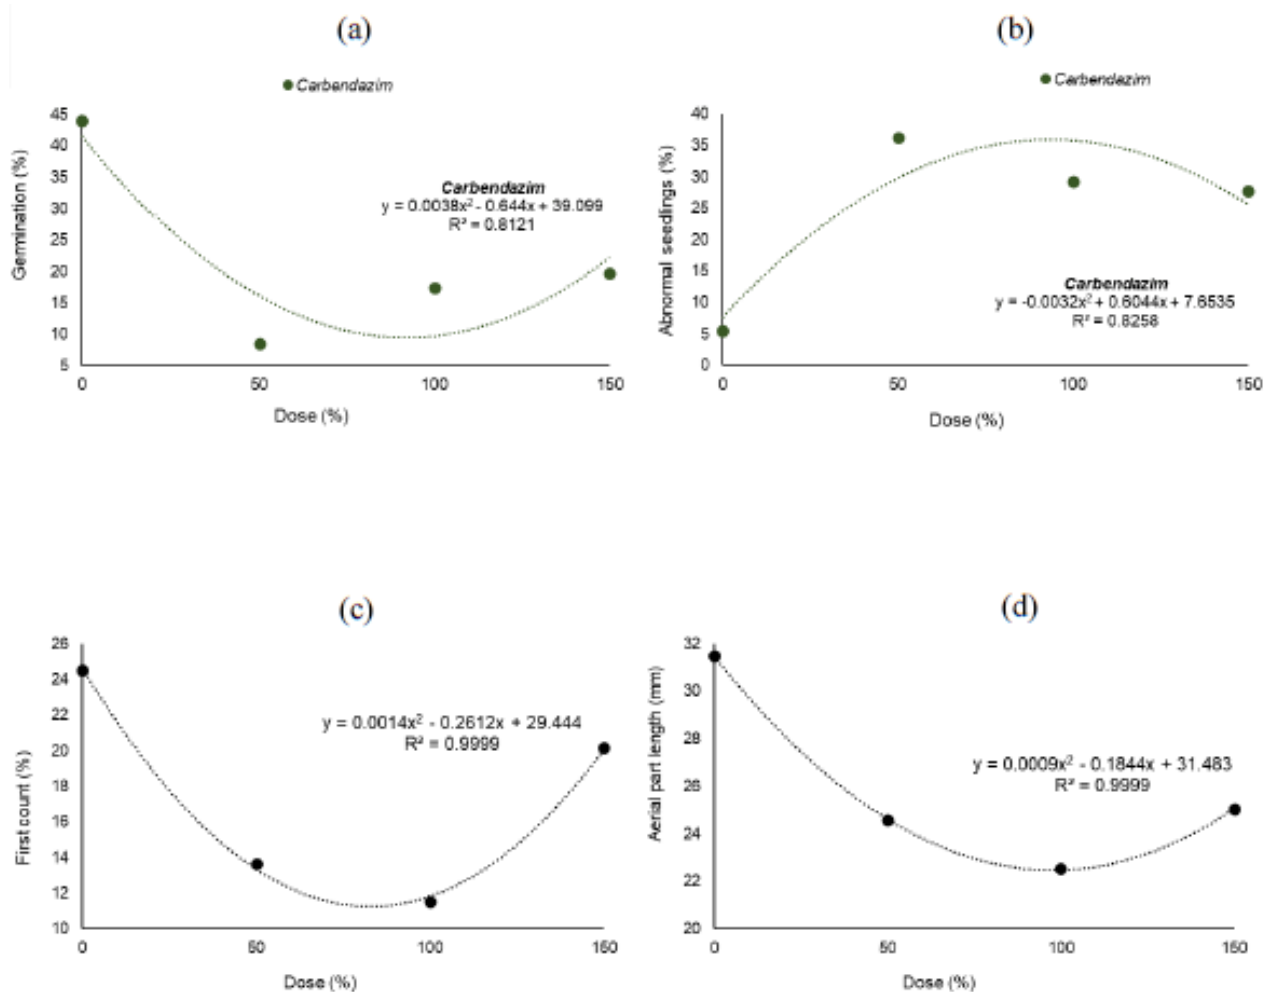 (a)
Carbendazim
Germination (%)
45
40
35
30
25
20
15
10
5
Carbendazim
y = 0.0038x² - 0.644x + 39.099
R² = 0.8121
0 50 100 150
Dose (%)
(b)
Carbendazim
Abnormal seedlings (%)
40
35
30
25
20
15
10
5
0
Carbendazim
y = -0.0032x² + 0.6044x + 7.6535
R² = 0.8258
0 50 100 150
Dose (%)
(c)
First count (%)
26
24
22
20
18
16
14
12
10
y = 0.0014x² - 0.2612x + 29.444
R² = 0.9999
0 50 100 150
Dose (%)
(d)
Aerial part length (mm)
32
30
28
26
24
22
20
y = 0.0009x² - 0.1844x + 31.483
R² = 0.9999
0 50 100 150
Dose (%)